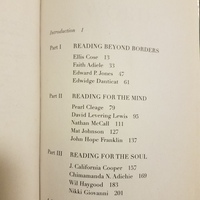 Introduction 1
Part I READING BEYOND BORDERS
Ellis Cose 13
Faith Adiele 33
Edward P. Jones 47
Edwidge Danticat 61
Part II READING FOR THE MIND
Pearl Cleage 79
David Levering Lewis 95
Nathan McCall 111
Mat Johnson 127
John Hope Franklin 137
Part III READING FOR THE SOUL
J. California Cooper 157
Chimamanda N. Adichie 169
Wil Haygood 183
Nikki Giovanni 201